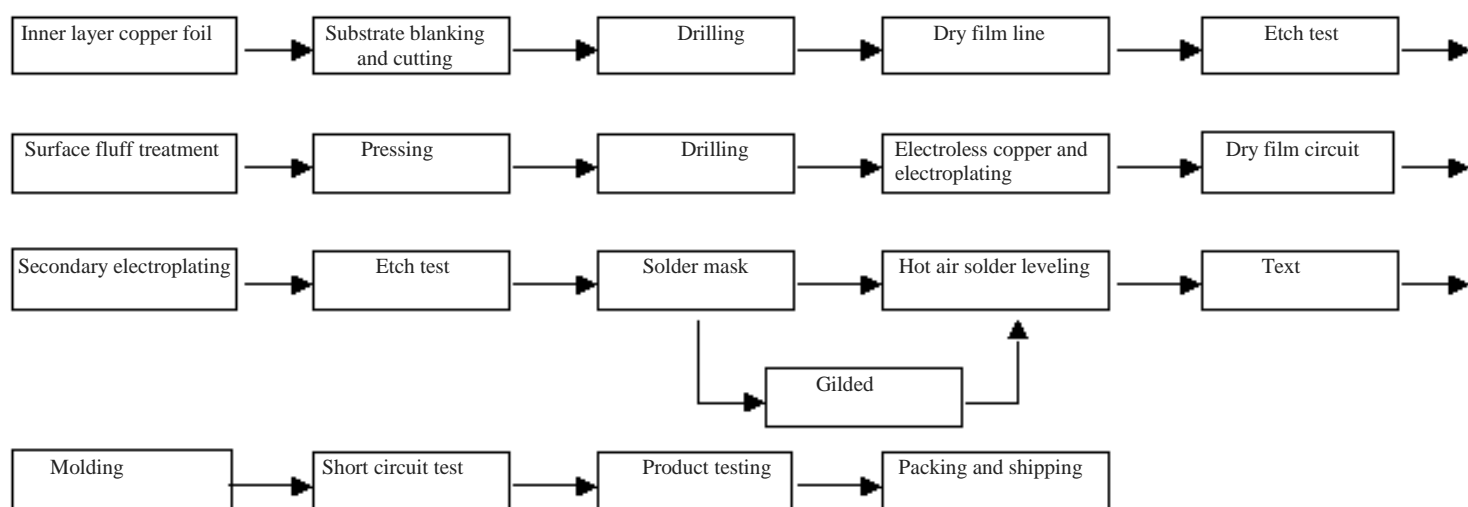 Inner layer copper foil
Substrate blanking
and cutting
Drilling
Dry film line
Etch test
Surface fluff treatment
Pressing
Drilling
Electroless copper and
electroplating
Dry film circuit
Secondary electroplating
Etch test
Solder mask
Hot air solder leveling
Text
Gilded
Molding
Short circuit test
Product testing
Packing and shipping